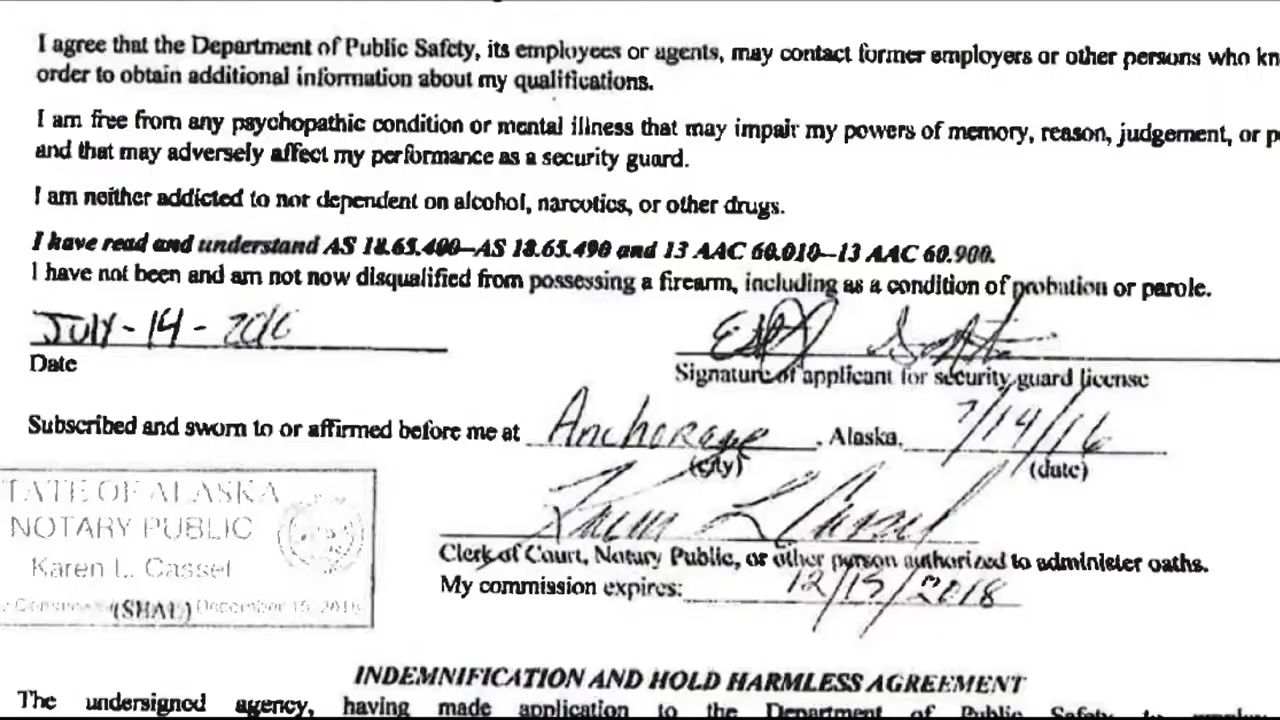 I agree that the Department of Public Safety, its employees or agents, may contact former employers or other persons who kn
order to obtain additional information about my qualifications.
I am free from any psychopathic condition or mental illness that may impair my powers of memory, reason, judgement, or p
and that may adversely affect my performance as a security guard.
I am neither addicted to nor dependent on alcohol, narcotics, or other drugs.
I have read and understand AS 18.65.400–AS 18.65.490 and 13 AAC 60.010–13 AAC 60.900.
I have not been and am not now disqualified from possessing a firearm, including as a condition of probation or parole.
JULY - 14 - 2016
Date
Signature of applicant for security guard license
Subscribed and sworn to or affirmed before me at Anchorage, Alaska, 7/14/16
(city) (date)
STATE OF ALASKA
NOTARY PUBLIC
Karen L. Cassel
(SEAL) December 15, 2018
Karen L Cassel
Clerk of Court, Notary Public, or other person authorized to administer oaths.
My commission expires: 12/15/2018
INDEMNIFICATION AND HOLD HARMLESS AGREEMENT
The undersigned agency, having made application to the Department of Public Safety to employ